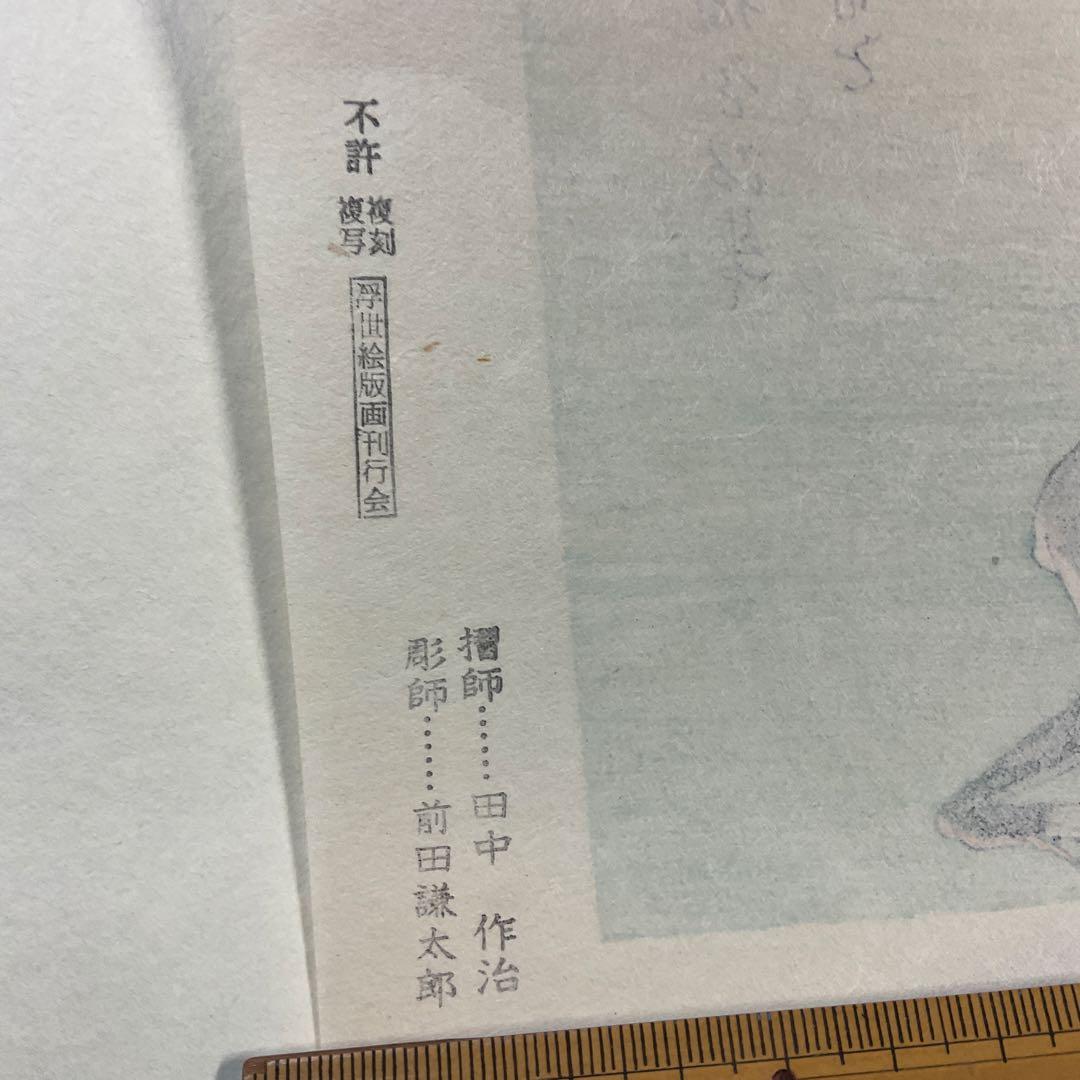 不許
複刻
複写
浮世絵版画刊行会
摺師……田中 作治
彫師……前田謙太郎